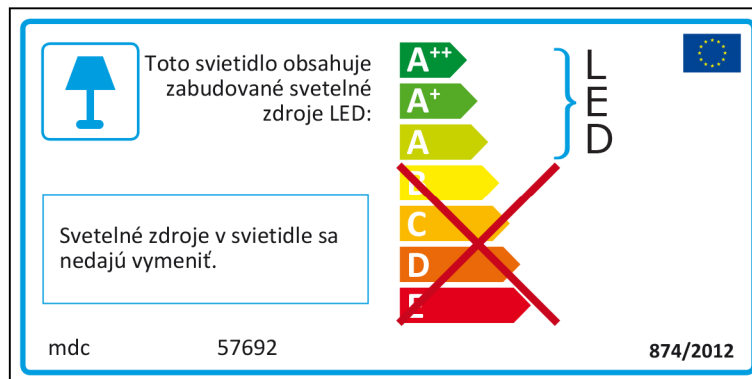 Toto svietidlo obsahuje
zabudované svetelné
zdroje LED:
A++
A+
A
B
C
D
E
L
E
D
Svetelné zdroje v svietidle sa
nedajú vymeniť.
mdc 57692
874/2012